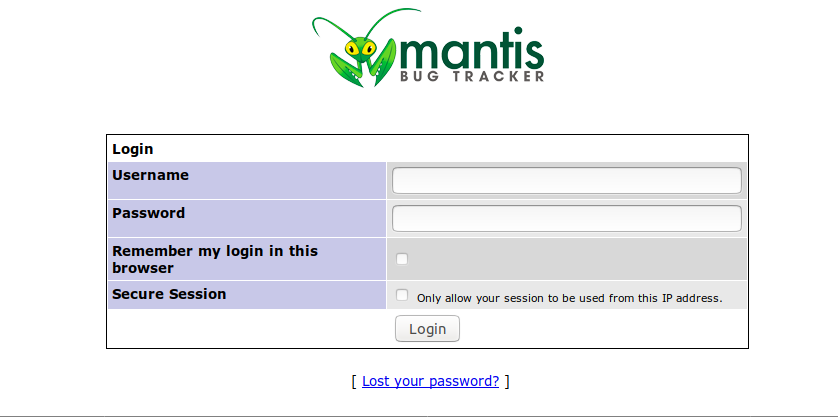 mantis
BUG TRACKER
Login
Username
Password
Remember my login in this
browser
Secure Session
Only allow your session to be used from this IP address.
Login
[ Lost your password? ]